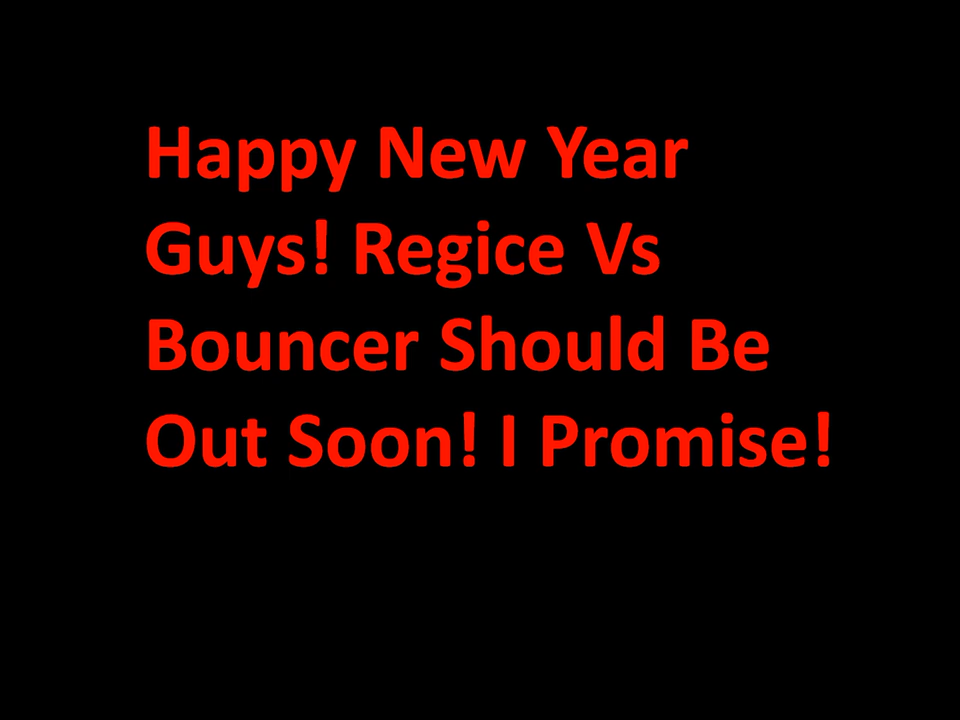 Happy New Year
Guys! Regice Vs
Bouncer Should Be
Out Soon! I Promise!